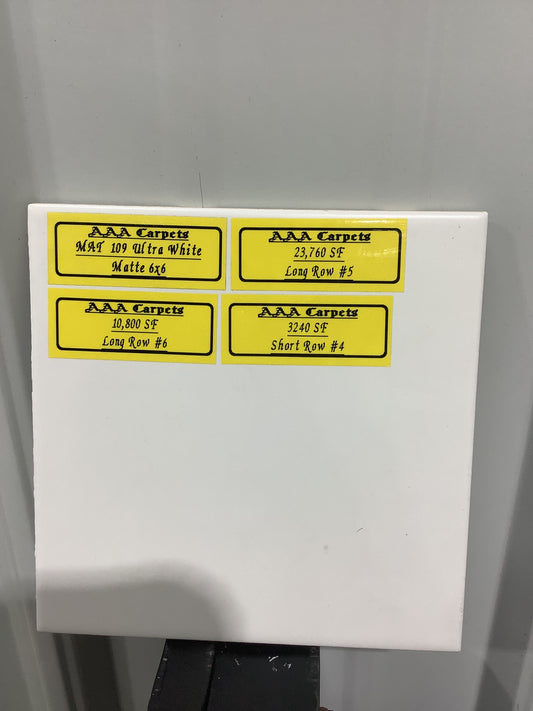 AAA Carpets
MAT 109 Ultra White
Matte 6x6
AAA Carpets
23,760 SF
Long Row #5
AAA Carpets
10,800 SF
Long Row #6
AAA Carpets
3240 SF
Short Row #4